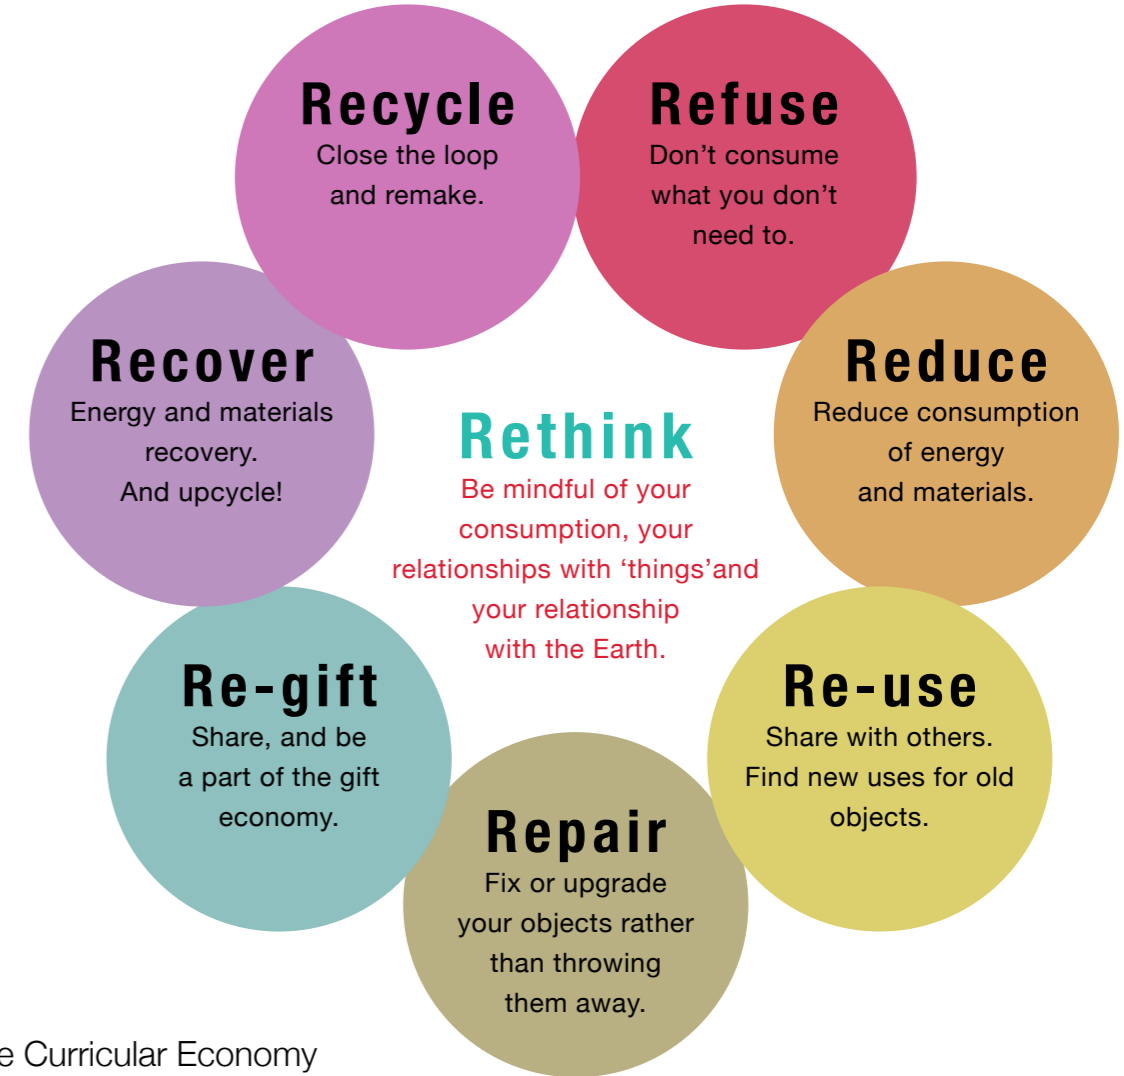 Recycle
Close the loop
and remake.
Refuse
Don’t consume
what you don’t
need to.
Recover
Energy and materials
recovery.
And upcycle!
Rethink
Be mindful of your
consumption, your
relationships with ‘things’and
your relationship
with the Earth.
Reduce
Reduce consumption
of energy
and materials.
Re-gift
Share, and be
a part of the gift
economy.
Repair
Fix or upgrade
your objects rather
than throwing
them away.
Re-use
Share with others.
Find new uses for old
objects.
e Curricular Economy